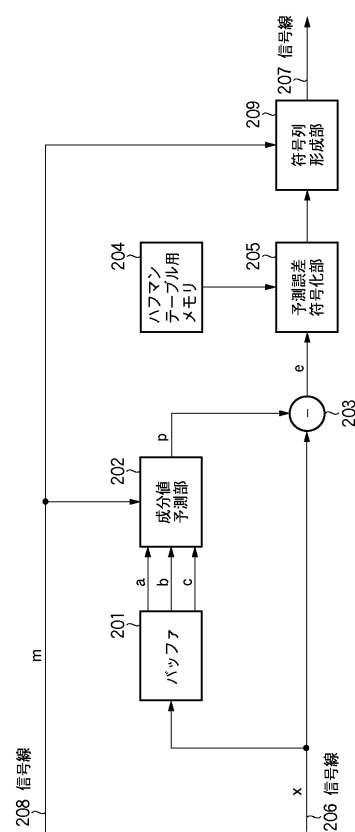 208 信号線
m
201
バッファ
a
b
c
202
成分値
予測部
p
204
ハフマン
テーブル用
メモリ
209
符号列
形成部
207 信号線
205
予測誤差
符号化部
e
−
203
x
206 信号線